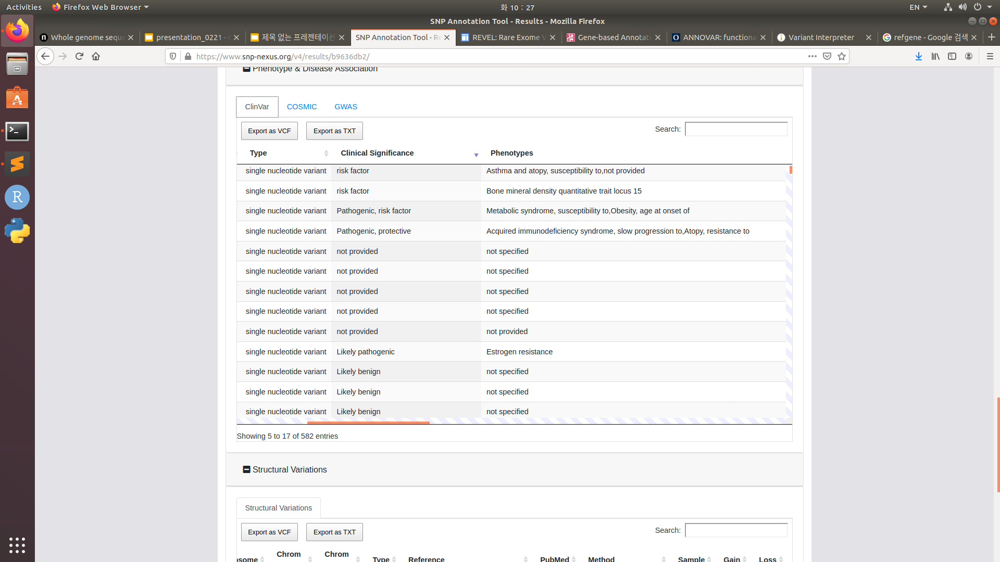 Activities Firefox Web Browser 화 10 : 27 EN
SNP Annotation Tool - Results - Mozilla Firefox
Whole genome seque presentation_0221 - 제목 없는 프레젠테이션 SNP Annotation Tool - Re REVEL: Rare Exome V Gene-based Annotati ANNOVAR: functiona Variant Interpreter refgene - Google 검색
https://www.snp-nexus.org/v4/results/b9636db2/
Phenotype & Disease Association
ClinVar COSMIC GWAS
Export as VCF Export as TXT Search:
Type Clinical Significance Phenotypes
single nucleotide variant risk factor Asthma and atopy, susceptibility to,not provided
single nucleotide variant risk factor Bone mineral density quantitative trait locus 15
single nucleotide variant Pathogenic, risk factor Metabolic syndrome, susceptibility to,Obesity, age at onset of
single nucleotide variant Pathogenic, protective Acquired immunodeficiency syndrome, slow progression to,Atopy, resistance to
single nucleotide variant not provided not specified
single nucleotide variant not provided not specified
single nucleotide variant not provided not specified
single nucleotide variant not provided not specified
single nucleotide variant not provided not provided
single nucleotide variant Likely pathogenic Estrogen resistance
single nucleotide variant Likely benign not specified
single nucleotide variant Likely benign not specified
single nucleotide variant Likely benign not specified
Showing 5 to 17 of 582 entries
Structural Variations
Structural Variations
Export as VCF Export as TXT Search:
Chrom Chrom
osome Type Reference PubMed Method Sample Gain Loss